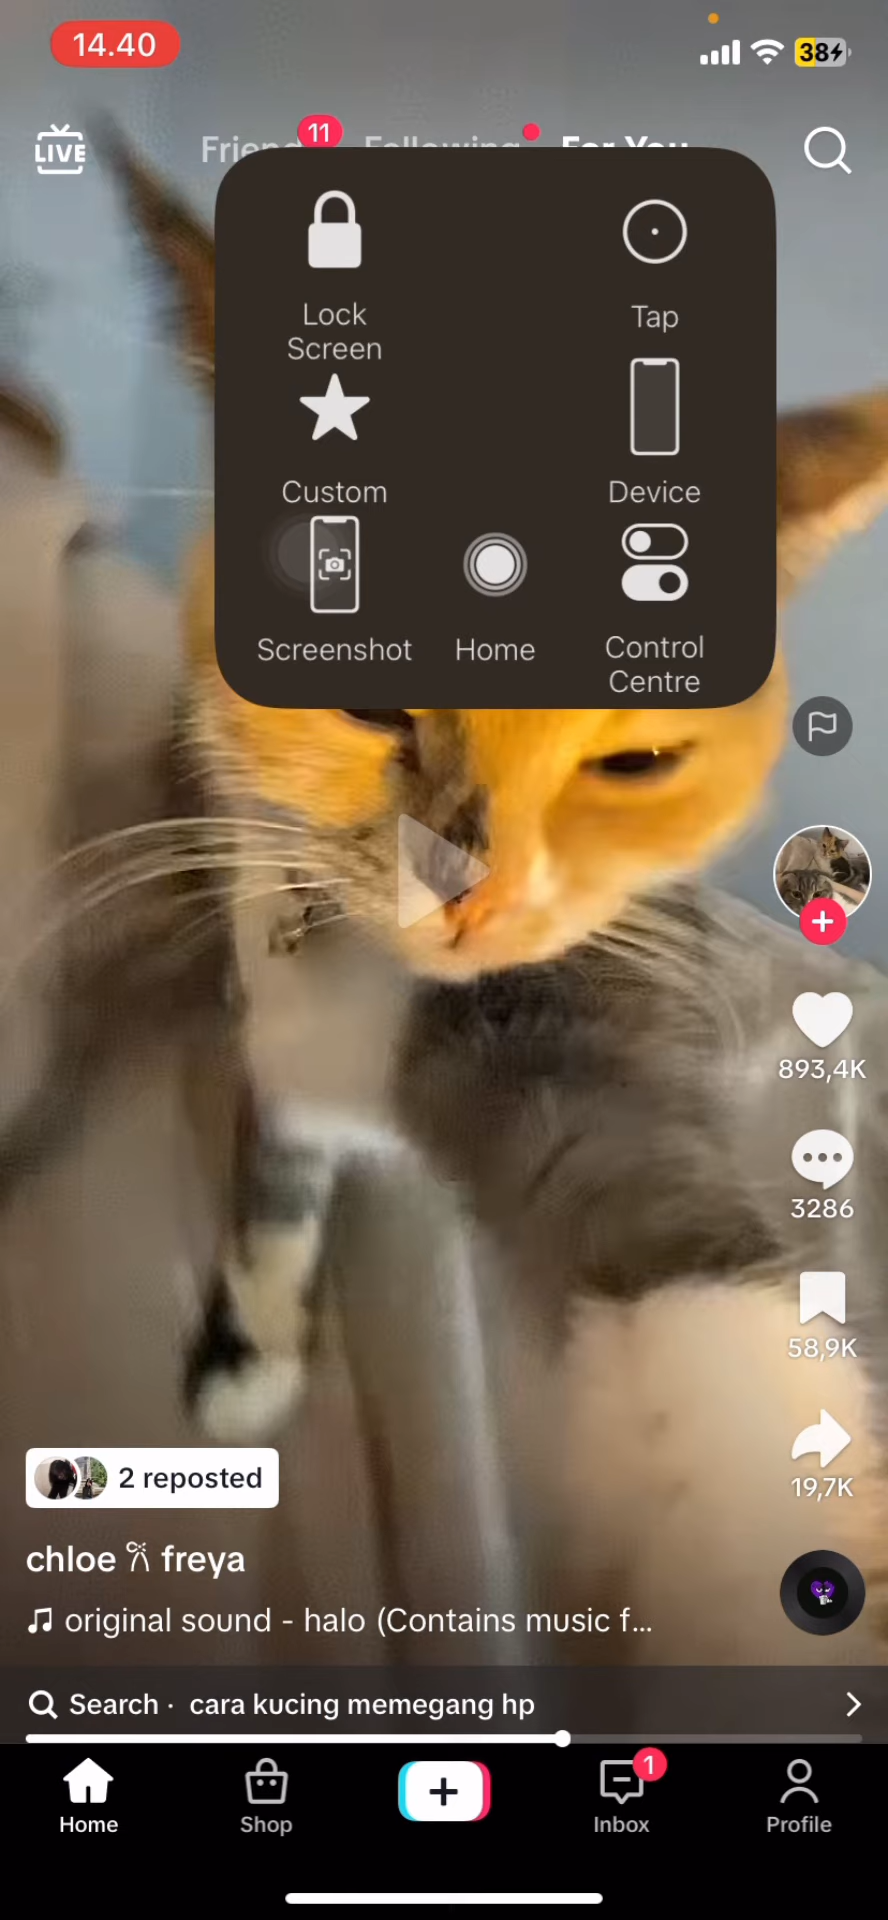 14.40
38
LIVE
11
For You
Lock
Screen
Tap
Custom
Device
Screenshot
Home
Control
Centre
893,4K
3286
58,9K
19,7K
2 reposted
chloe freya
original sound - halo (Contains music f...
Search · cara kucing memegang hp
Home
Shop
1
Inbox
Profile